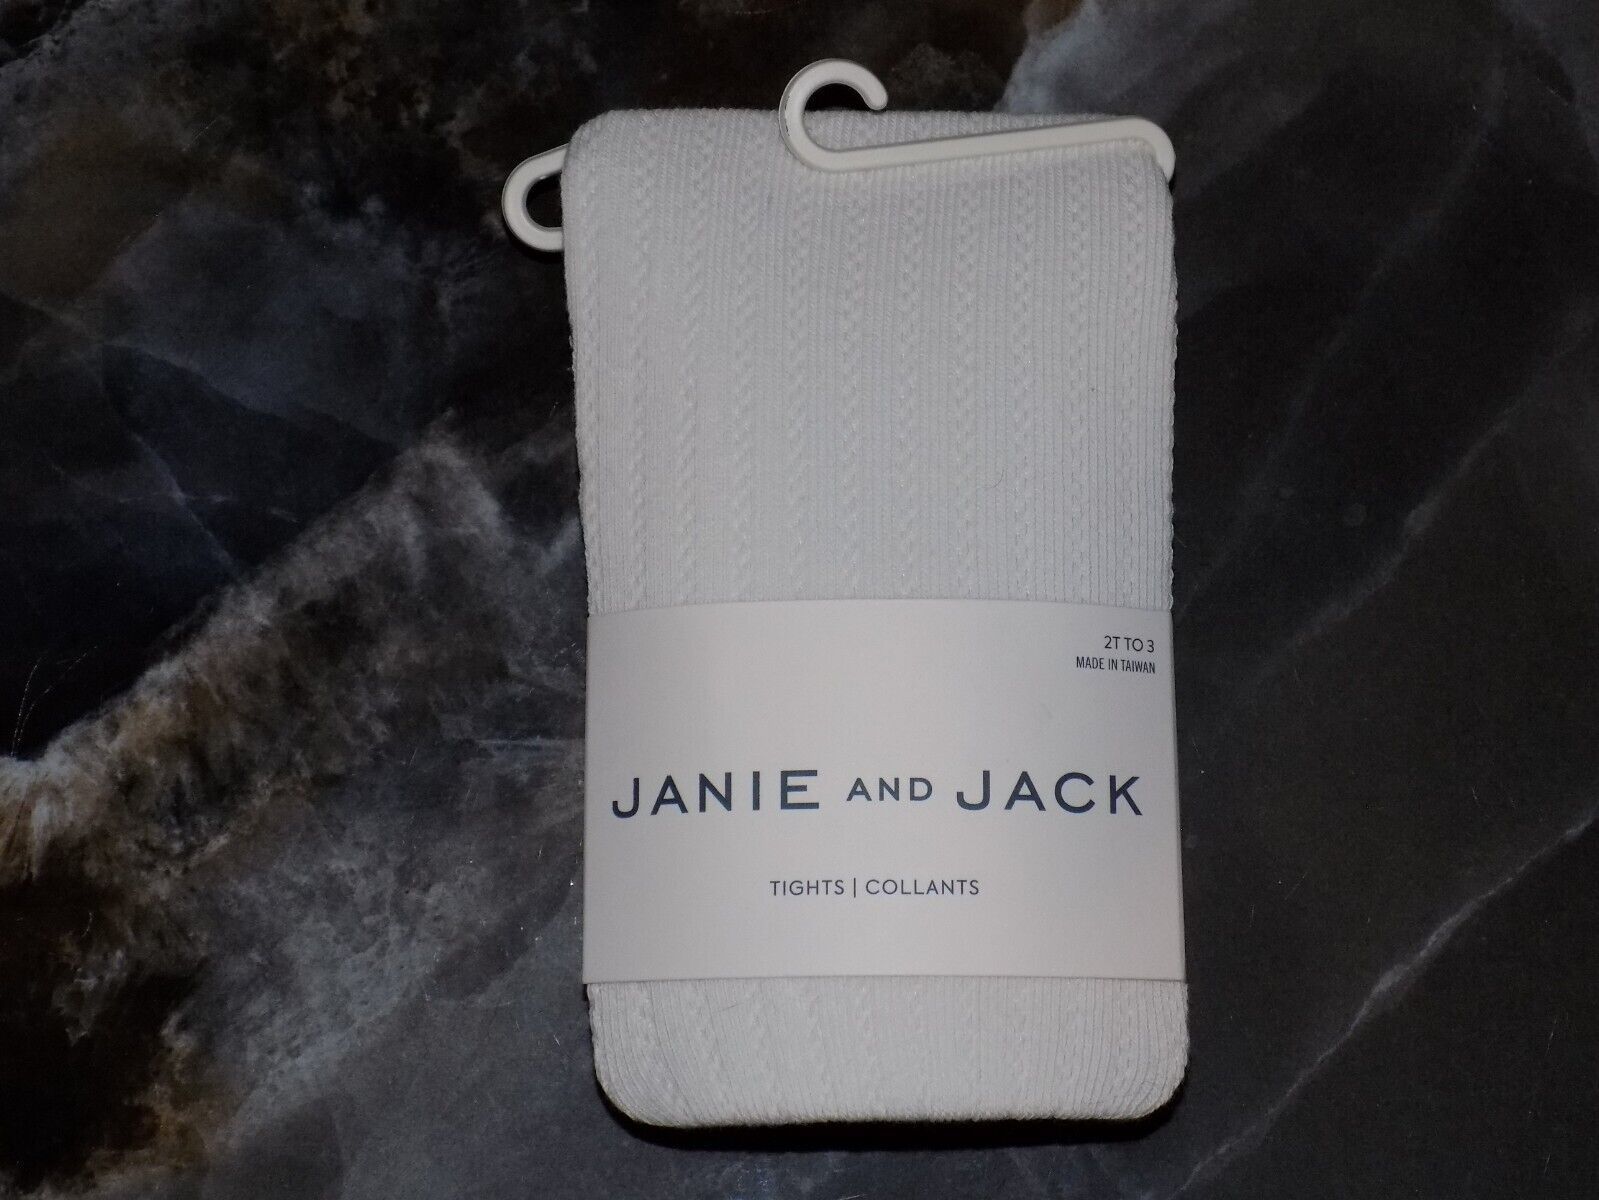 2T TO 3
MADE IN TAIWAN
JANIE AND JACK
TIGHTS | COLLANTS